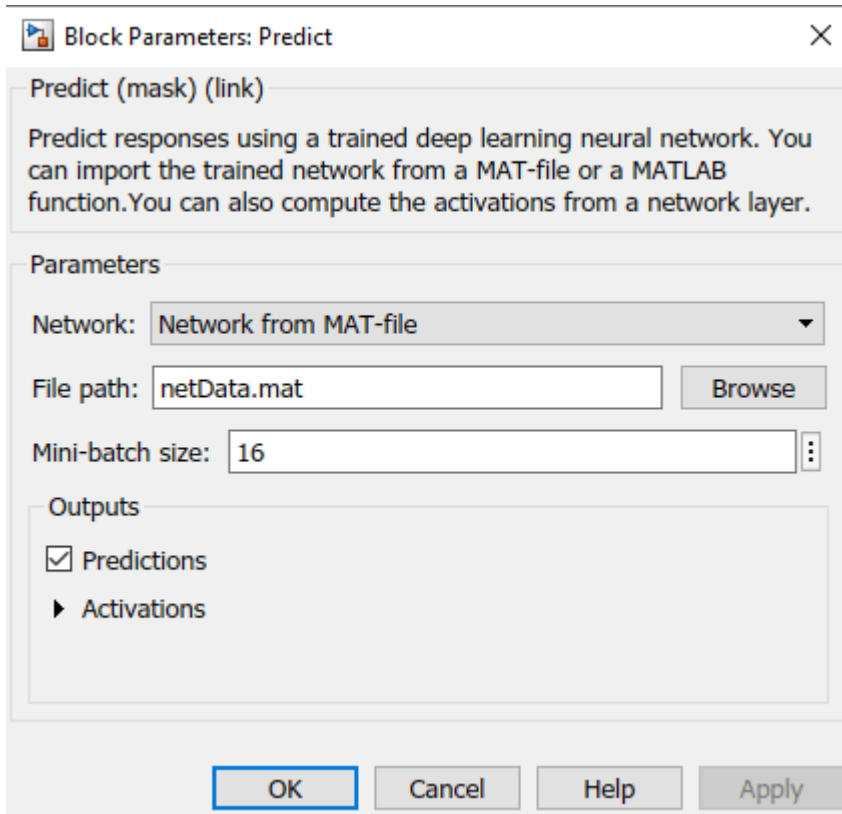 Block Parameters: Predict
Predict (mask) (link)
Predict responses using a trained deep learning neural network. You
can import the trained network from a MAT-file or a MATLAB
function.You can also compute the activations from a network layer.
Parameters
Network: Network from MAT-file
File path: netData.mat Browse
Mini-batch size: 16
Outputs
Predictions
Activations
OK Cancel Help Apply